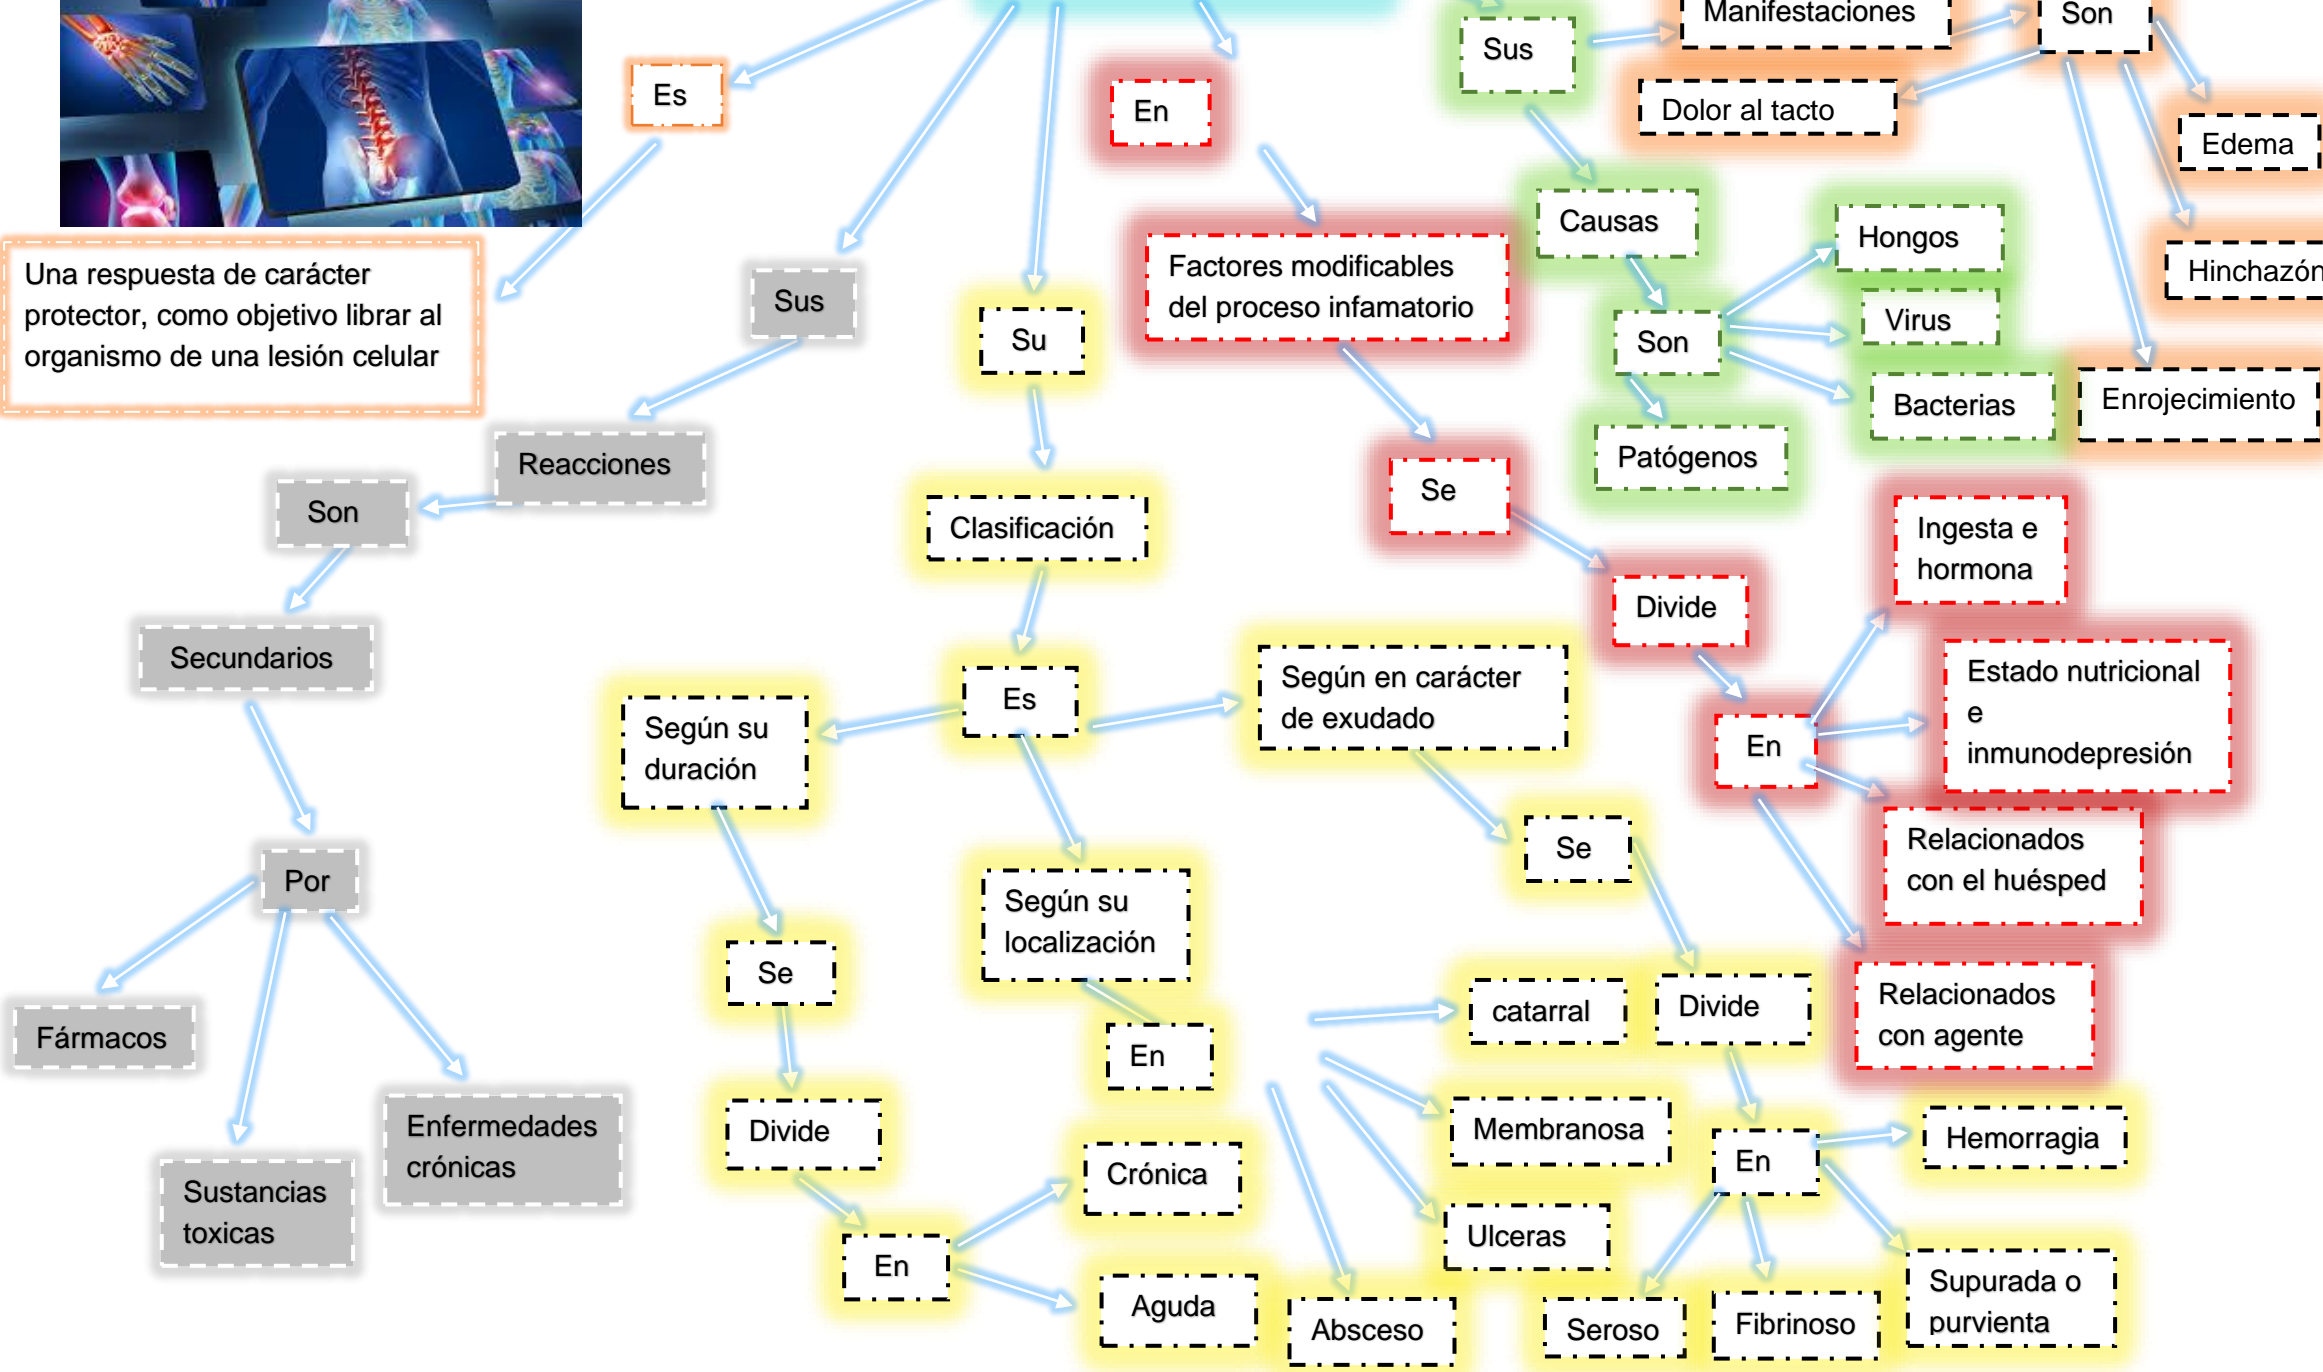 Manifestaciones
Son
Sus
Es
En
Dolor al tacto
Edema
Causas
Hongos
Una respuesta de carácter
protector, como objetivo librar al
organismo de una lesión celular
Sus
Factores modificables
del proceso infamatorio
Hinchazón
Su
Son
Virus
Bacterias
Enrojecimiento
Reacciones
Patógenos
Se
Son
Clasificación
Ingesta e
hormona
Divide
Secundarios
Es
Según en carácter
de exudado
Estado nutricional
e
inmunodepresión
Según su
duración
En
Por
Según su
localización
Se
Relacionados
con el huésped
Se
catarral
Divide
Relacionados
con agente
Fármacos
En
Enfermedades
crónicas
Divide
Membranosa
En
Hemorragia
Crónica
Sustancias
toxicas
Ulceras
En
Aguda
Absceso
Seroso
Fibrinoso
Supurada o
purvienta